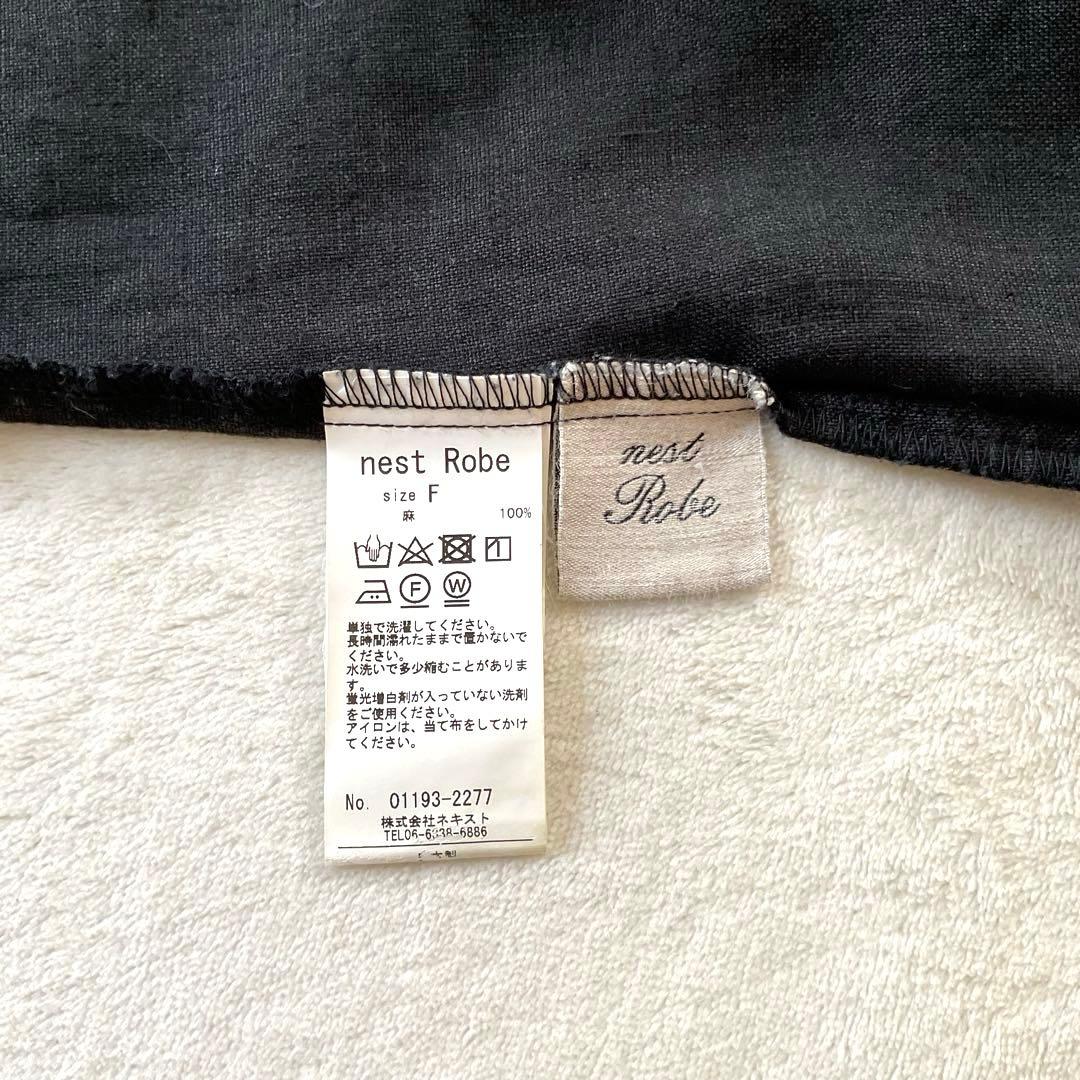 nest Robe
size F
麻 100%
F W
単独で洗濯してください。
長時間濡れたままで置かないで
ください。
水洗いで多少縮むことがありま
す。
蛍光増白剤が入っていない洗剤
をご使用ください。
アイロンは、当て布をしてかけ
てください。
No. 01193-2277
株式会社ネキスト
TEL06-6338-6886
nest
Robe